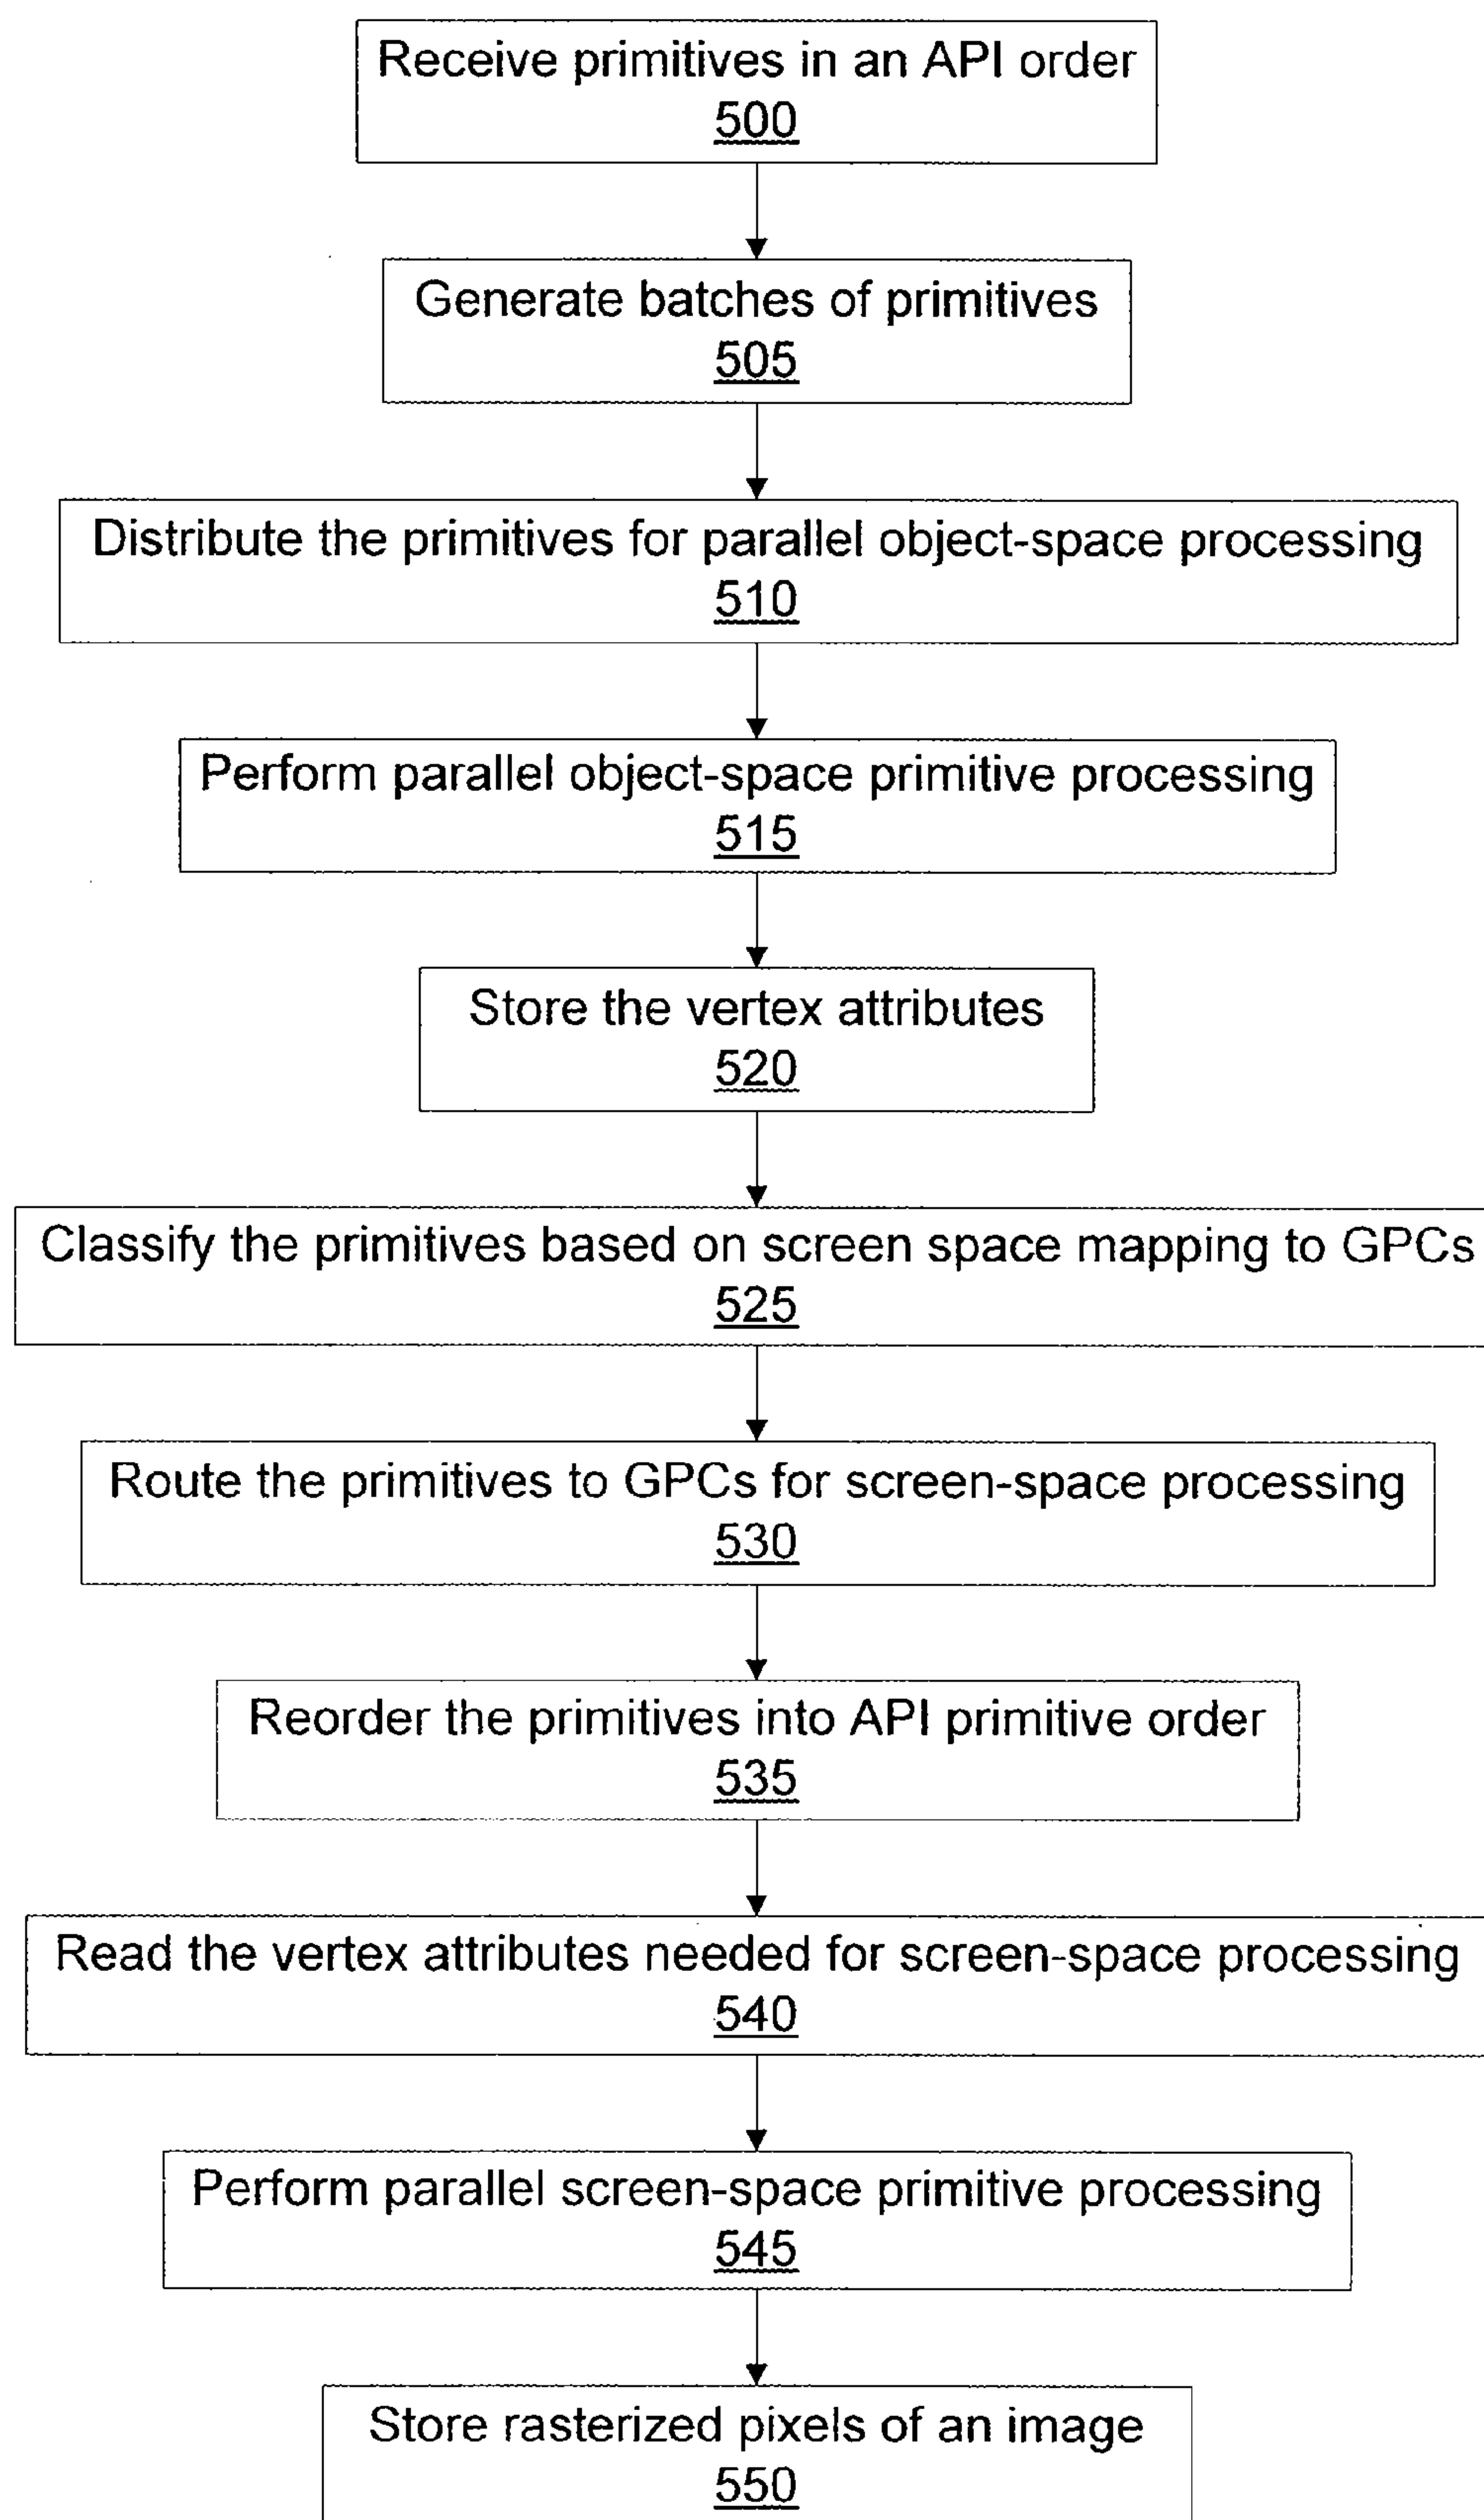 Receive primitives in an API order
500
Generate batches of primitives
505
Distribute the primitives for parallel object-space processing
510
Perform parallel object-space primitive processing
515
Store the vertex attributes
520
Classify the primitives based on screen space mapping to GPCs
525
Route the primitives to GPCs for screen-space processing
530
Reorder the primitives into API primitive order
535
Read the vertex attributes needed for screen-space processing
540
Perform parallel screen-space primitive processing
545
Store rasterized pixels of an image
550